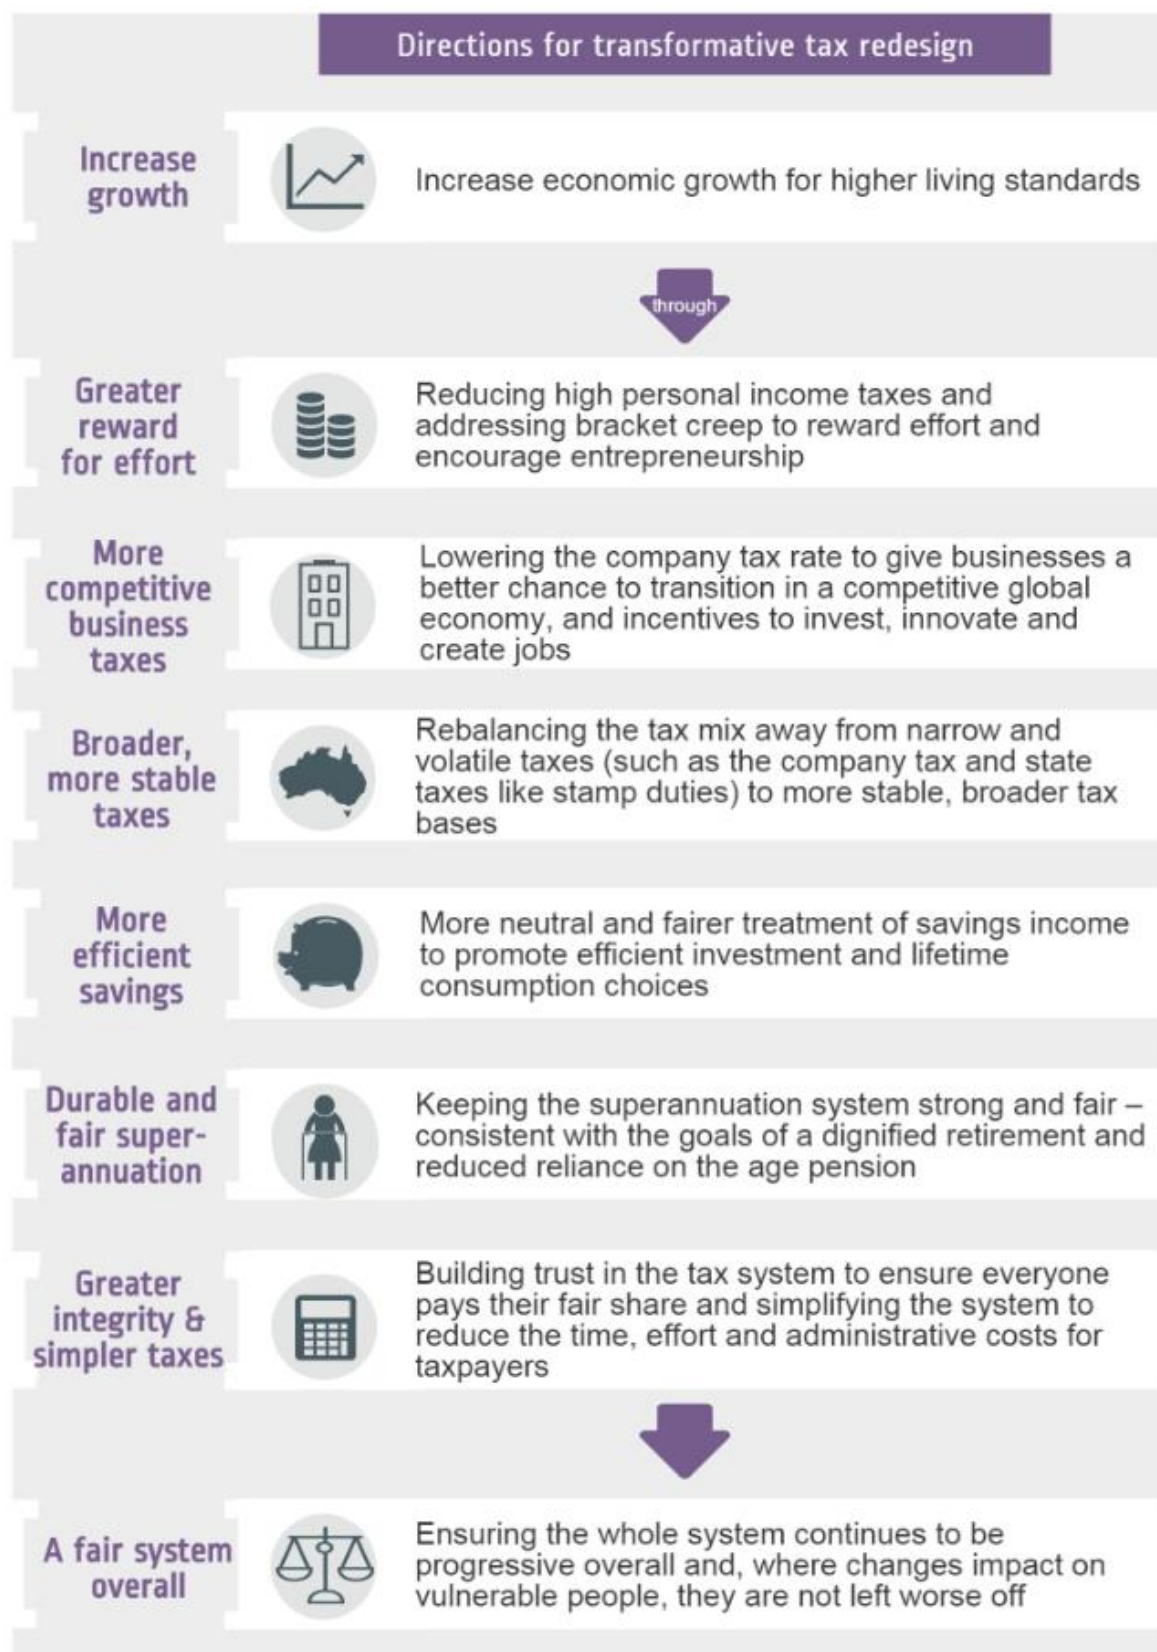 Directions for transformative tax redesign
Increase
growth
Increase economic growth for higher living standards
through
Greater
reward
for effort
Reducing high personal income taxes and
addressing bracket creep to reward effort and
encourage entrepreneurship
More
competitive
business
taxes
Lowering the company tax rate to give businesses a
better chance to transition in a competitive global
economy, and incentives to invest, innovate and
create jobs
Broader,
more stable
taxes
Rebalancing the tax mix away from narrow and
volatile taxes (such as the company tax and state
taxes like stamp duties) to more stable, broader tax
bases
More
efficient
savings
More neutral and fairer treatment of savings income
to promote efficient investment and lifetime
consumption choices
Durable and
fair super-
annuation
Keeping the superannuation system strong and fair –
consistent with the goals of a dignified retirement and
reduced reliance on the age pension
Greater
integrity &
simpler taxes
Building trust in the tax system to ensure everyone
pays their fair share and simplifying the system to
reduce the time, effort and administrative costs for
taxpayers
A fair system
overall
Ensuring the whole system continues to be
progressive overall and, where changes impact on
vulnerable people, they are not left worse off